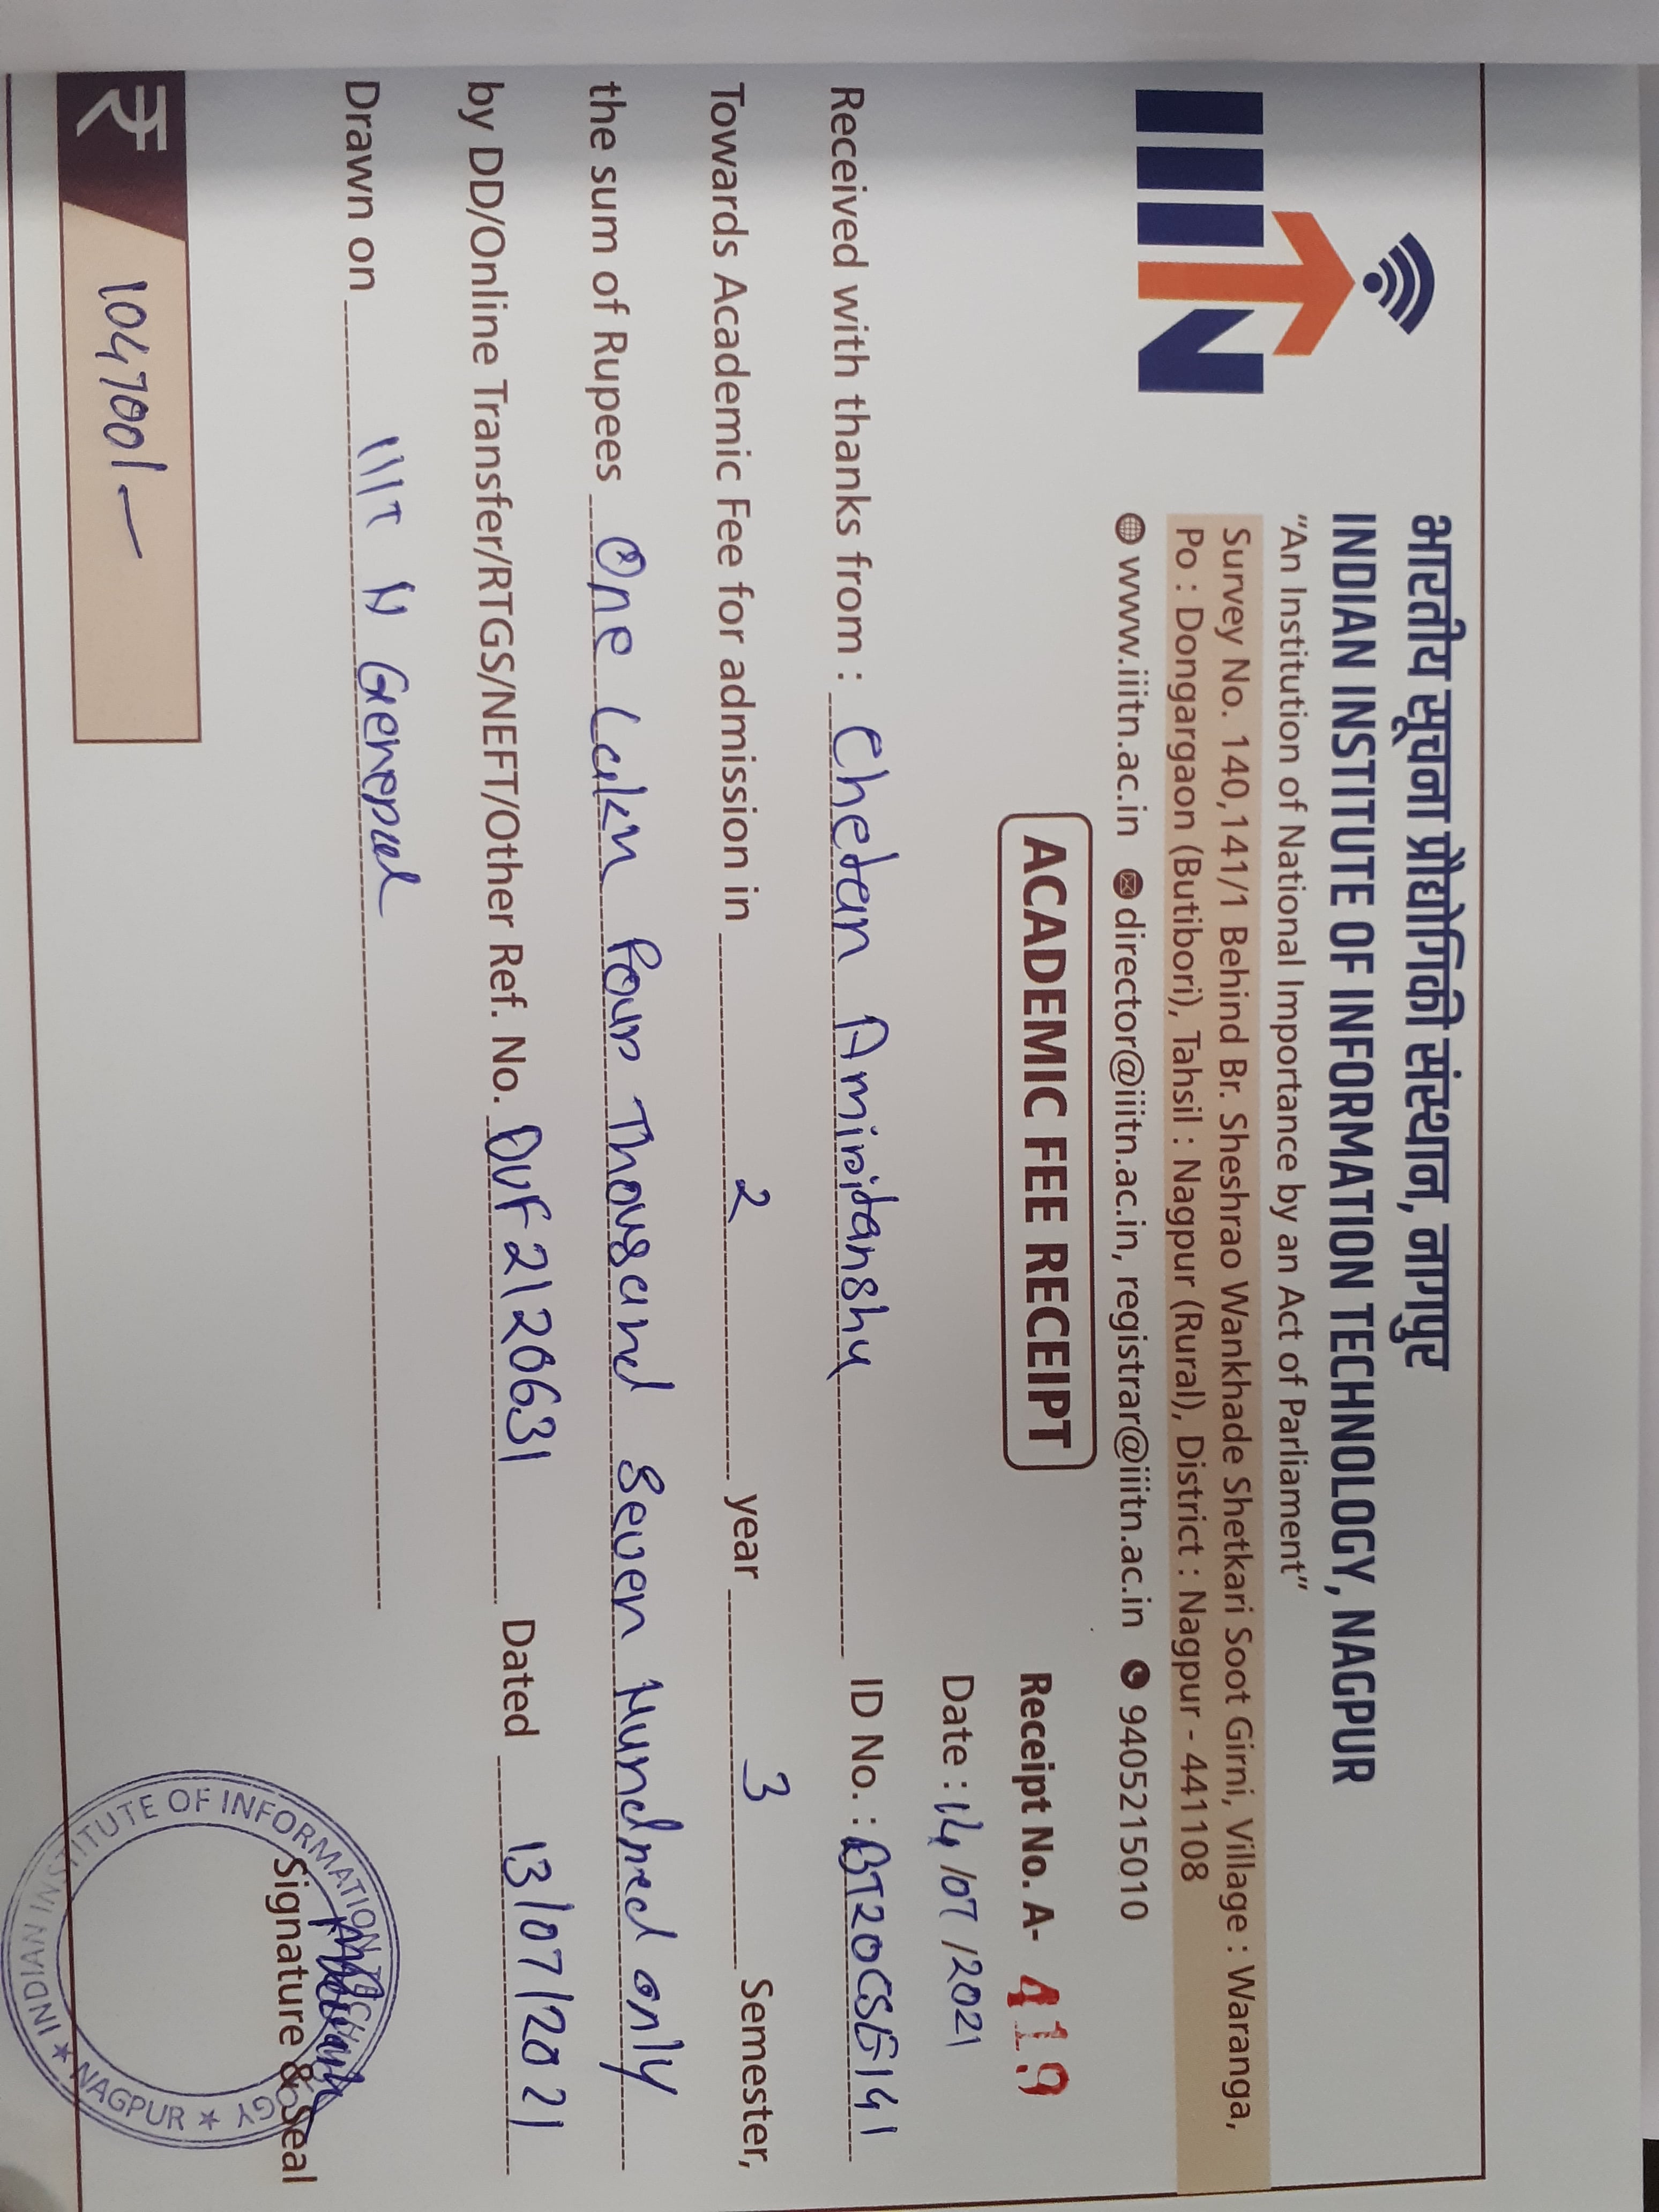 IIITN
भारतीय सूचना प्रौद्योगिकी संस्थान, नागपुर
INDIAN INSTITUTE OF INFORMATION TECHNOLOGY, NAGPUR
"An Institution of National Importance by an Act of Parliament"
Survey No. 140,141/1 Behind Br. Sheshrao Wankhade Shetkari Soot Girni, Village : Waranga,
Po : Dongargaon (Butibori), Tahsil : Nagpur (Rural), District : Nagpur - 441108
www.iiitn.ac.in director@iiitn.ac.in, registrar@iiitn.ac.in 9405215010
ACADEMIC FEE RECEIPT
Receipt No. A- 419
Date : 14/07/2021
Received with thanks from : Chetan Amiritanshu ID No. : BT20CSE141
Towards Academic Fee for admission in 2 year 3 Semester,
the sum of Rupees One Lakh Four Thousand Seven Hundred only
by DD/Online Transfer/RTGS/NEFT/Other Ref. No. DUF2120631 Dated 13/07/2021
Drawn on IIIT N General
₹ 104700/-
Signature & Seal
INDIAN INSTITUTE OF INFORMATION TECHNOLOGY ★ NAGPUR ★